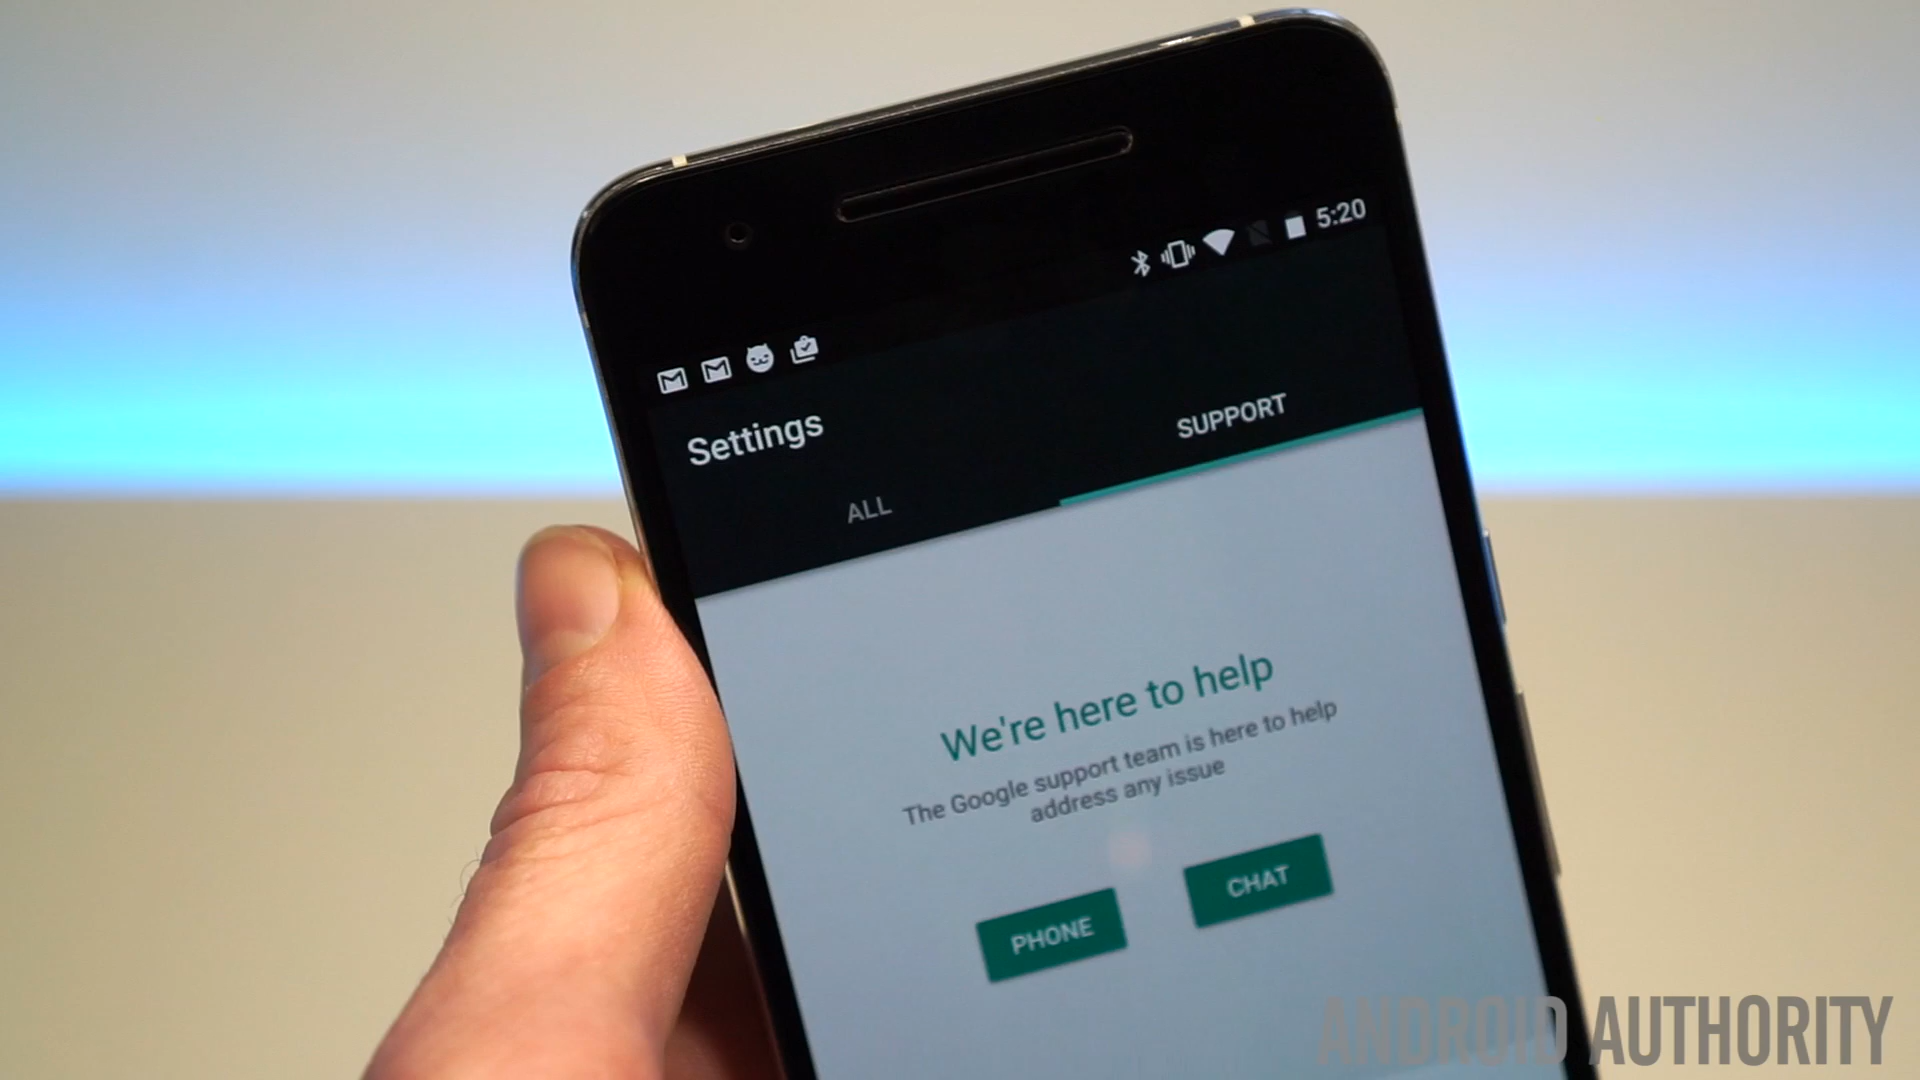 5:20
Settings
ALL
SUPPORT
We're here to help
The Google support team is here to help
address any issue
PHONE
CHAT
ANDROID AUTHORITY